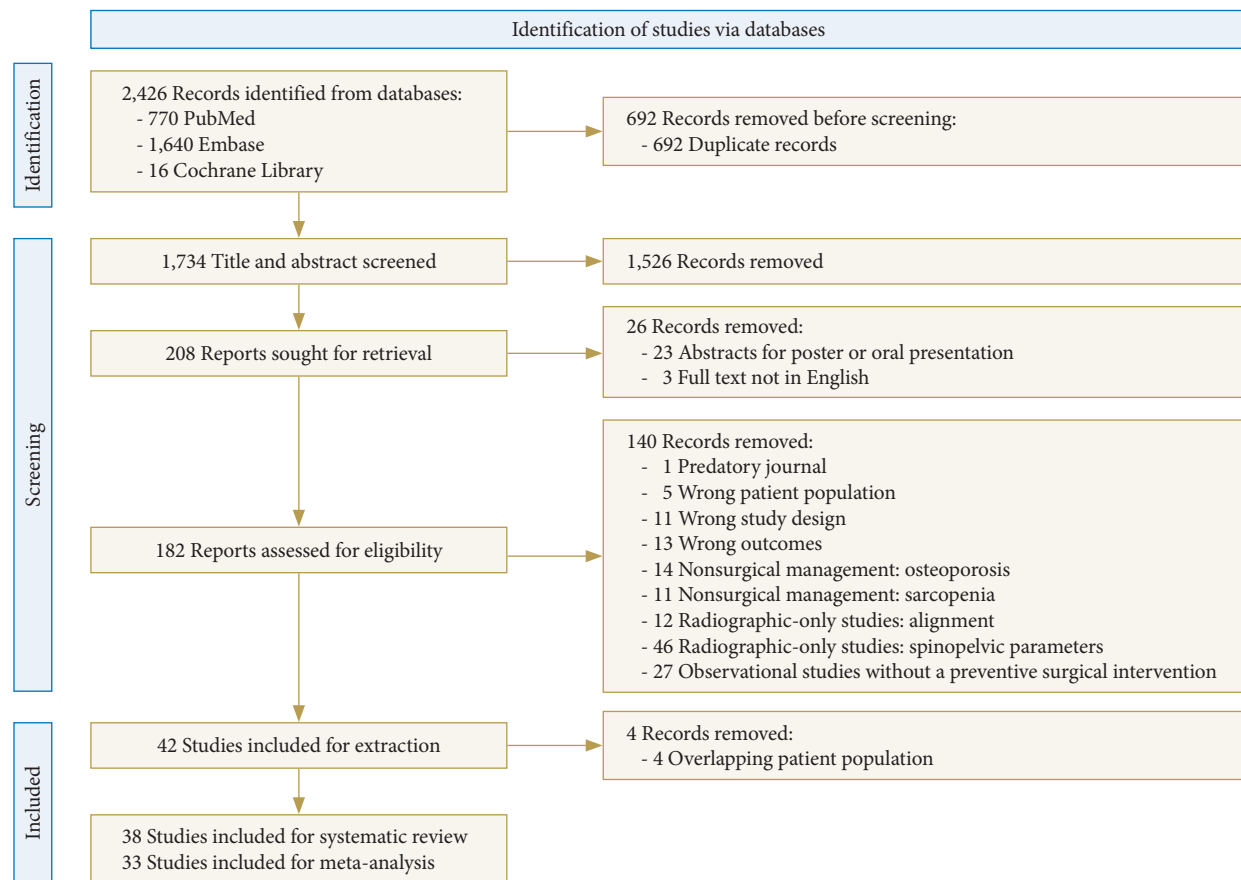 Identification of studies via databases
Identification
2,426 Records identified from databases:
- 770 PubMed
- 1,640 Embase
- 16 Cochrane Library
692 Records removed before screening:
- 692 Duplicate records
Screening
1,734 Title and abstract screened
1,526 Records removed
208 Reports sought for retrieval
26 Records removed:
- 23 Abstracts for poster or oral presentation
- 3 Full text not in English
182 Reports assessed for eligibility
140 Records removed:
- 1 Predatory journal
- 5 Wrong patient population
- 11 Wrong study design
- 13 Wrong outcomes
- 14 Nonsurgical management: osteoporosis
- 11 Nonsurgical management: sarcopenia
- 12 Radiographic-only studies: alignment
- 46 Radiographic-only studies: spinopelvic parameters
- 27 Observational studies without a preventive surgical intervention
Included
42 Studies included for extraction
4 Records removed:
- 4 Overlapping patient population
38 Studies included for systematic review
33 Studies included for meta-analysis